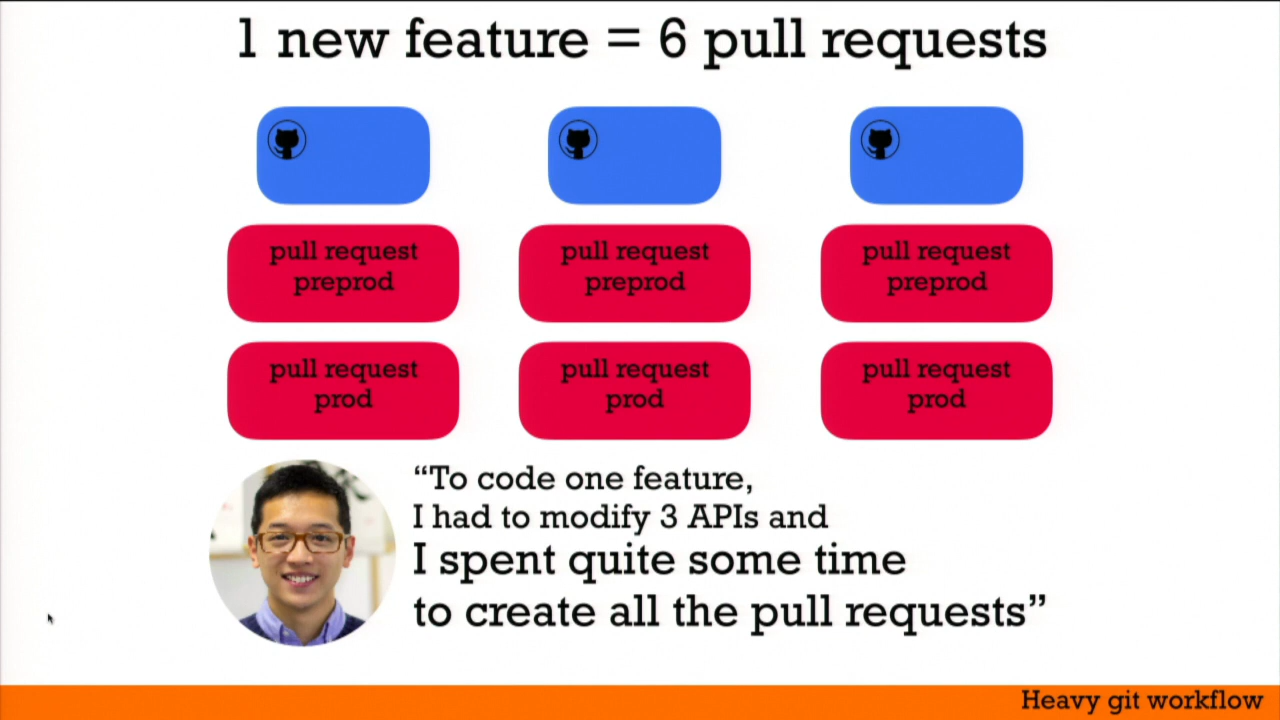 1 new feature = 6 pull requests
pull request
preprod
pull request
preprod
pull request
preprod
pull request
prod
pull request
prod
pull request
prod
“To code one feature,
I had to modify 3 APIs and
I spent quite some time
to create all the pull requests”
Heavy git workflow